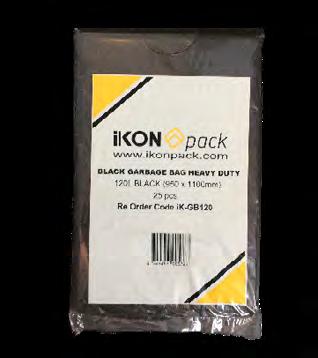 iKON pack
www.ikonpack.com
BLACK GARBAGE BAG HEAVY DUTY
120L BLACK (950 x 1100mm)
25 pcs
Re Order Code iK-GB120